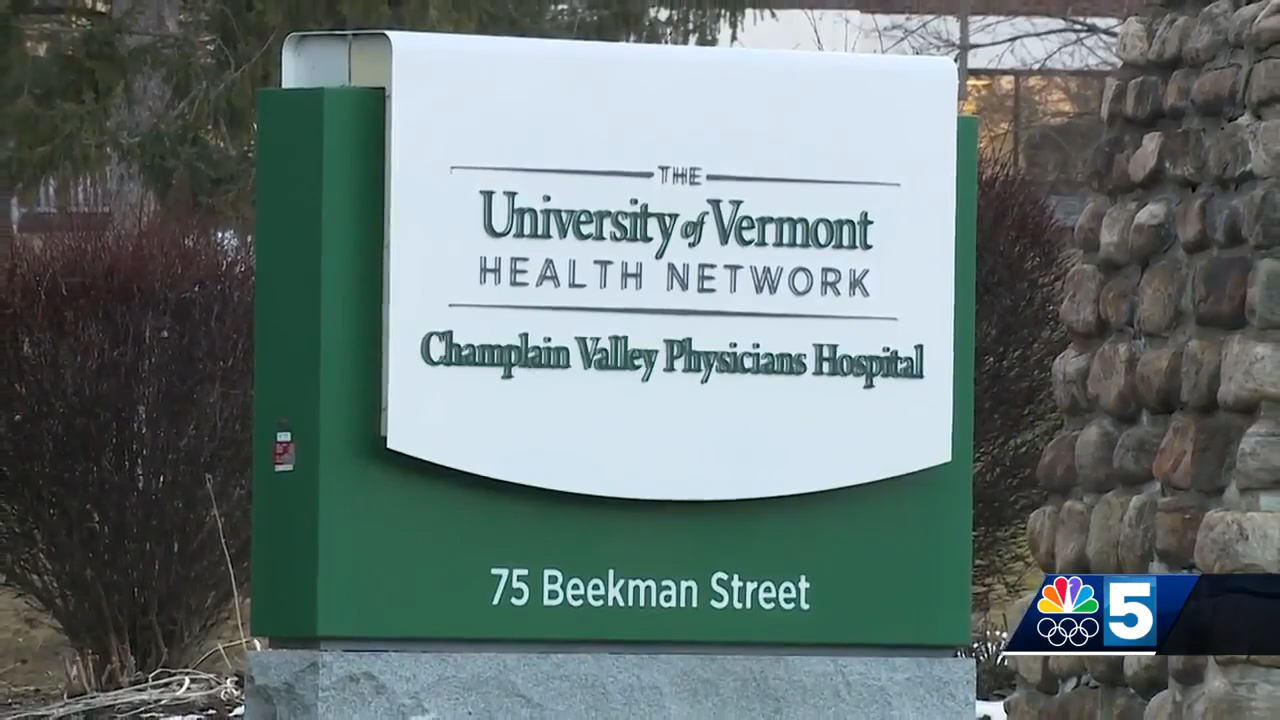 THE
University of Vermont
HEALTH NETWORK
Champlain Valley Physicians Hospital
75 Beekman Street
5